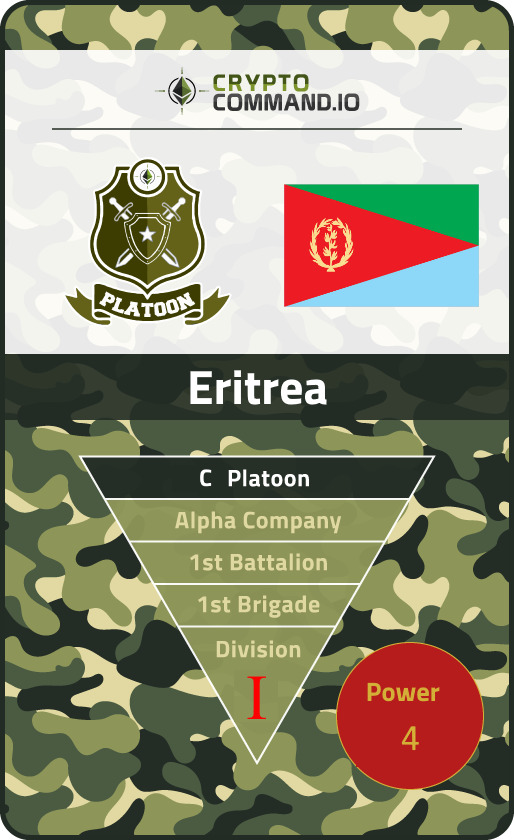 CRYPTO
COMMAND.IO
PLATOON
Eritrea
C Platoon
Alpha Company
1st Battalion
1st Brigade
Division
I
Power
4